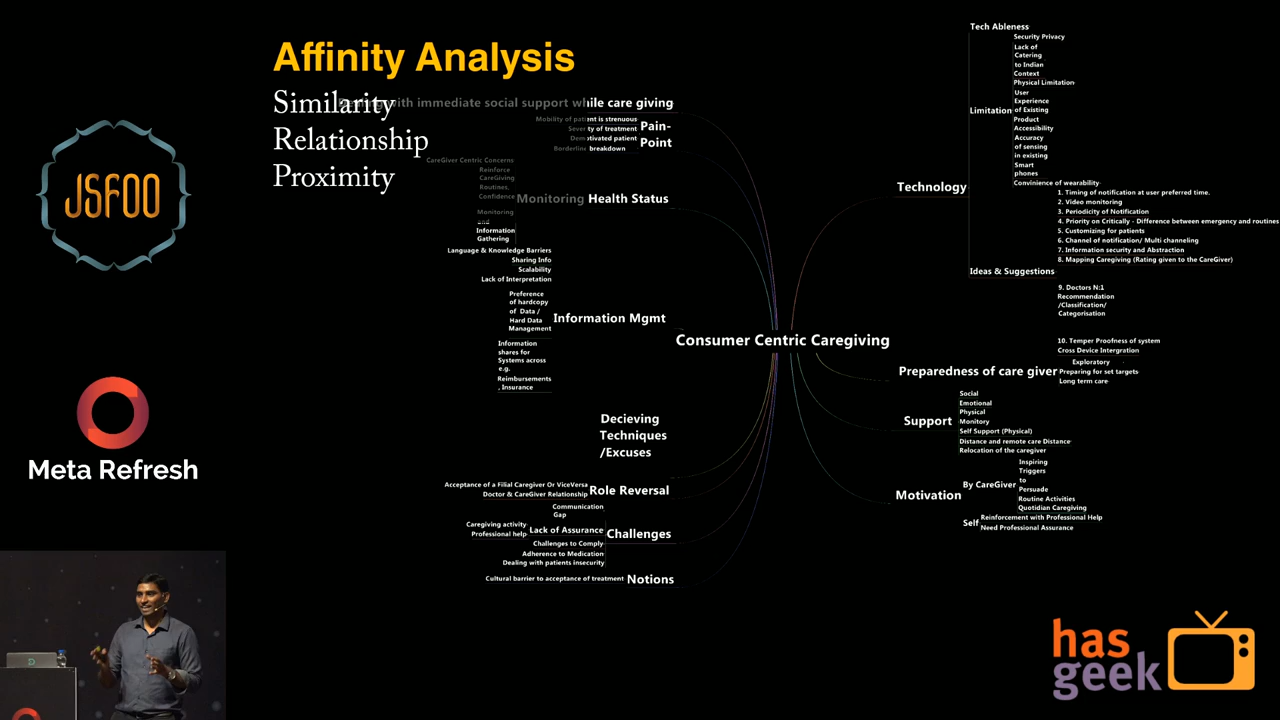 Affinity Analysis
Similarity
Relationship
Proximity
with immediate social support while care giving
Mobility of patient is strenuous
Severity of treatment
Demotivated patient
Borderline breakdown
Pain-
Point
CareGiver Centric Concerns
Reinforce
CareGiving
Routines,
Confidence
Monitoring Health Status
Monitoring
and
Information
Gathering
Language & Knowledge Barriers
Sharing Info
Scalability
Lack of Interpretation
Preference
of hardcopy
of Data /
Hard Data
Management
Information Mgmt
Information
shares for
Systems across
e.g.
Reimbursements
, Insurance
Decieving
Techniques
/Excuses
Acceptance of a Filial Caregiver Or ViceVersa
Doctor & CareGiver Relationship
Role Reversal
Communication
Gap
Caregiving activity
Professional help
Lack of Assurance
Challenges
Challenges to Comply
Adherence to Medication
Dealing with patients insecurity
Cultural barrier to acceptance of treatment
Notions
Consumer Centric Caregiving
Technology
Tech Ableness
Limitation
Security Privacy
Lack of
Catering
to Indian
Context
Physical Limitation
User
Experience
of Existing
Product
Accessibility
Accuracy
of sensing
in existing
Smart
phones
Convinience of wearability
1. Timing of notification at user preferred time.
2. Video monitoring
3. Periodicity of Notification
4. Priority on Critically - Difference between emergency and routines
5. Customizing for patients
6. Channel of notification/ Multi channeling
7. Information security and Abstraction
8. Mapping Caregiving (Rating given to the CareGiver)
Ideas & Suggestions
9. Doctors N:1
Recommendation
/Classification/
Categorisation
10. Temper Proofness of system
Cross Device Intergration
Preparedness of care giver
Exploratory
Preparing for set targets
Long term care
Support
Social
Emotional
Physical
Monitory
Self Support (Physical)
Distance and remote care Distance
Relocation of the caregiver
Motivation
By CareGiver
Inspiring
Triggers
to
Persuade
Routine Activities
Quotidian Caregiving
Self
Reinforcement with Professional Help
Need Professional Assurance
JSFOO
Meta Refresh
has
geek